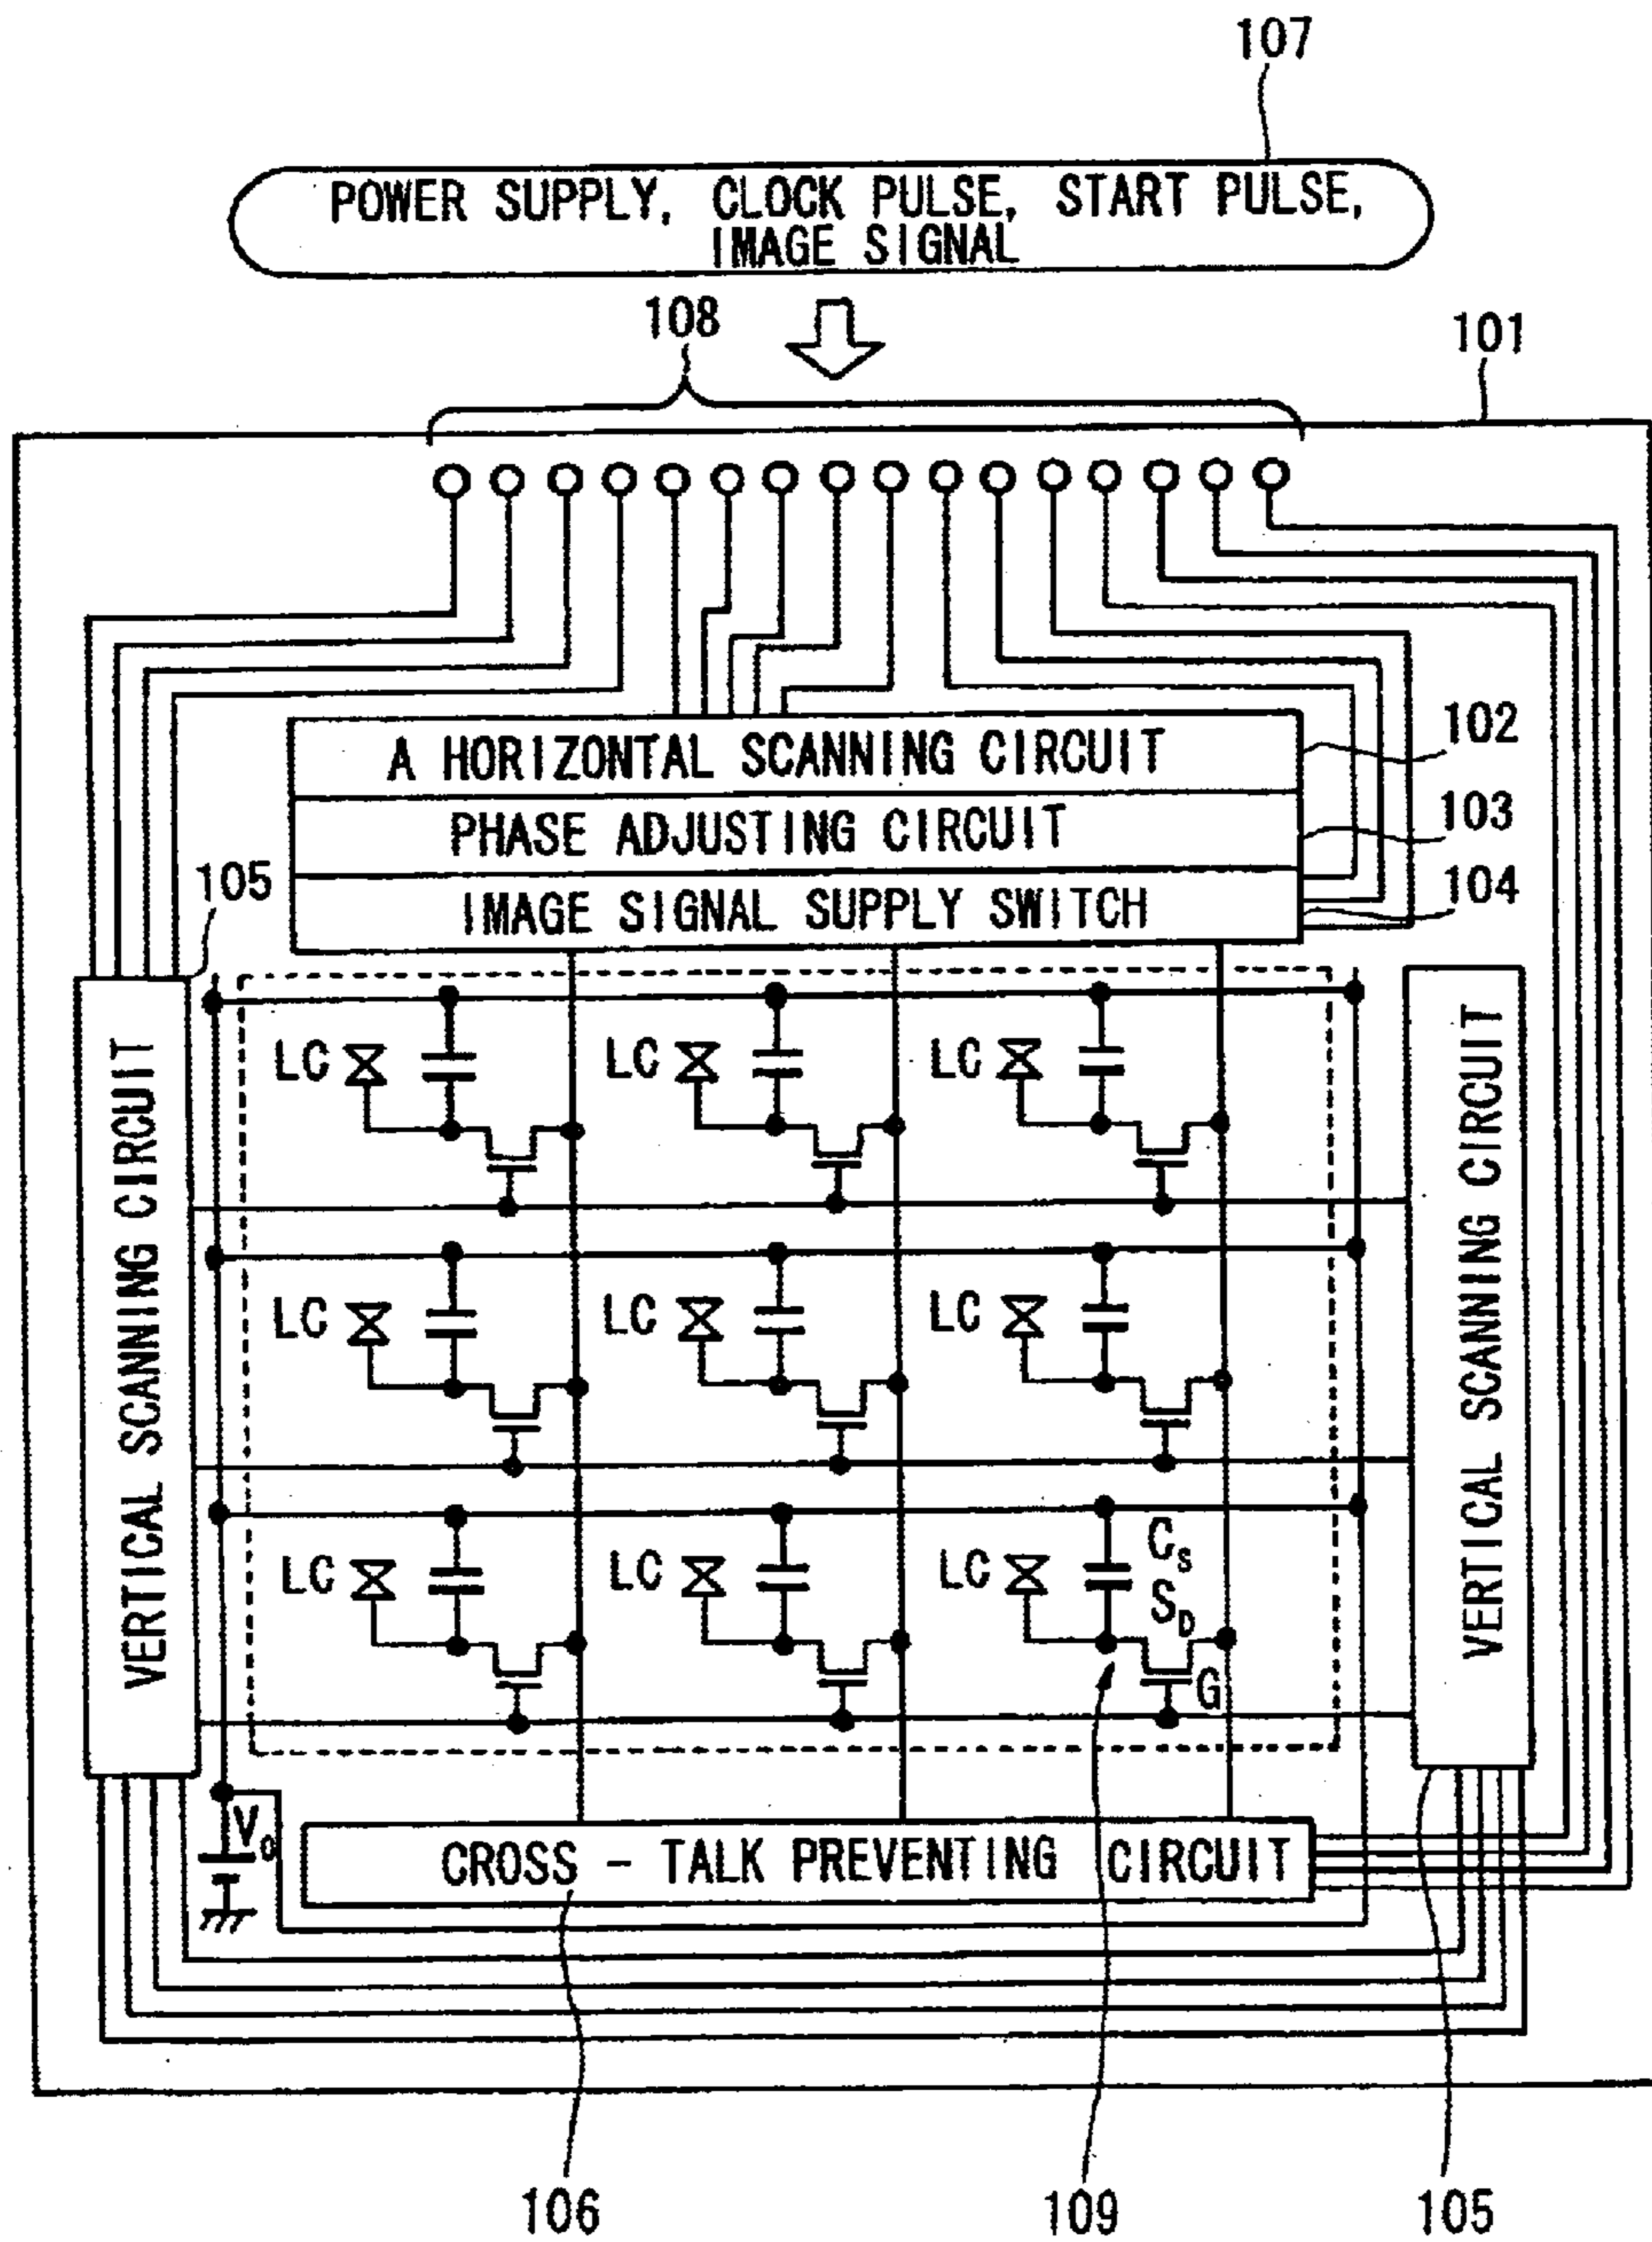 107
POWER SUPPLY, CLOCK PULSE, START PULSE,
IMAGE SIGNAL
108
101
A HORIZONTAL SCANNING CIRCUIT
102
PHASE ADJUSTING CIRCUIT
103
IMAGE SIGNAL SUPPLY SWITCH
104
105
VERTICAL SCANNING CIRCUIT
LC LC LC
LC LC LC
LC LC LC
Cs
SD
G
VERTICAL SCANNING CIRCUIT
V0
CROSS - TALK PREVENTING CIRCUIT
106
109
105